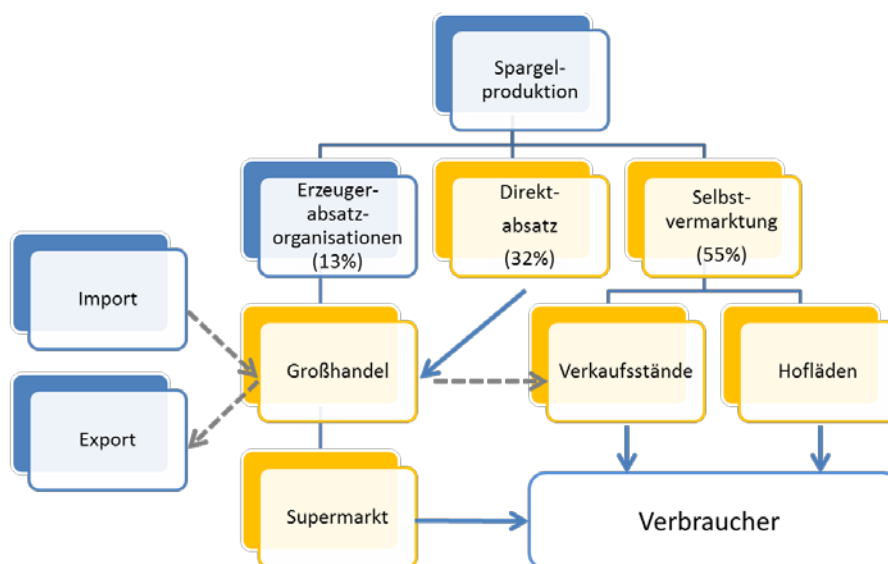 Spargel-
produktion
Erzeuger-
absatz-
organisationen
(13%)
Direkt-
absatz
(32%)
Selbst-
vermarktung
(55%)
Import
Großhandel
Verkaufsstände
Hofläden
Export
Supermarkt
Verbraucher